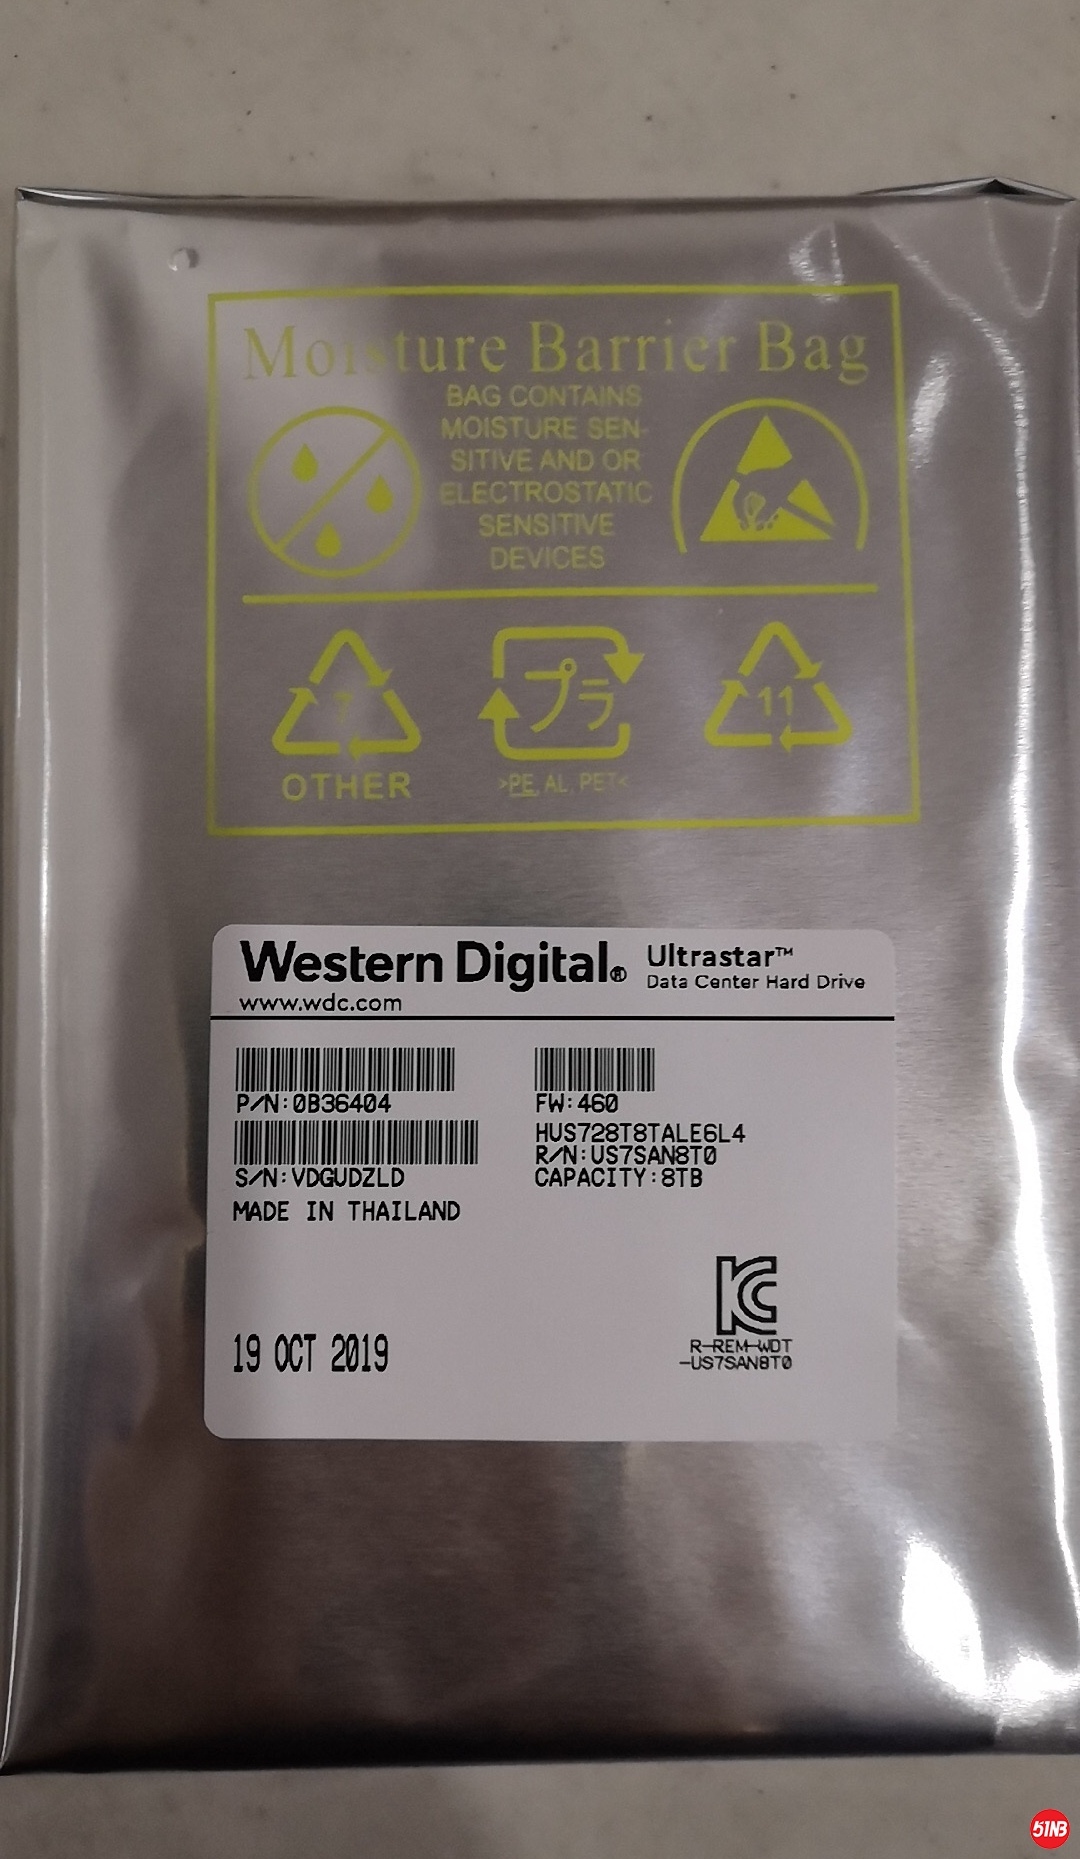 Moisture Barrier Bag
BAG CONTAINS
MOISTURE SEN-
SITIVE AND OR
ELECTROSTATIC
SENSITIVE
DEVICES
7
プラ
11
OTHER
>PE, AL, PET<
Western Digital®
Ultrastar™
Data Center Hard Drive
www.wdc.com
P/N:0B36404
FW:460
HUS728T8TALE6L4
R/N:US7SAN8T0
S/N:VDGUDZLD
CAPACITY:8TB
MADE IN THAILAND
19 OCT 2019
R-REM-WDT
-US7SAN8T0
51NB